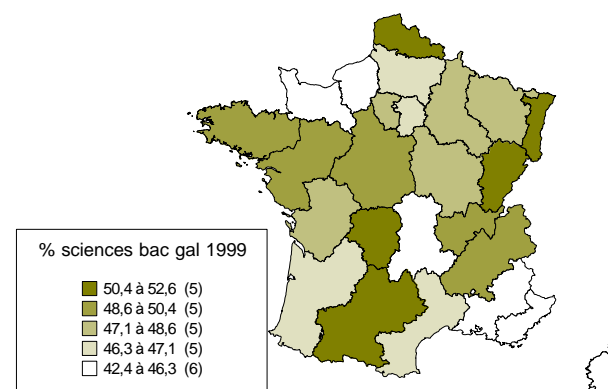 % sciences bac gal 1999
50,4 à 52,6 (5)
48,6 à 50,4 (5)
47,1 à 48,6 (5)
46,3 à 47,1 (5)
42,4 à 46,3 (6)